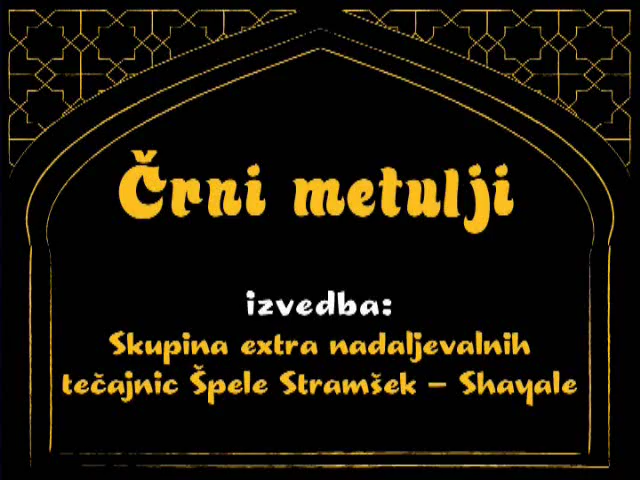 Črni metulji
izvedba:
Skupina extra nadaljevalnih
tečajnic Špele Stramšek – Shayale